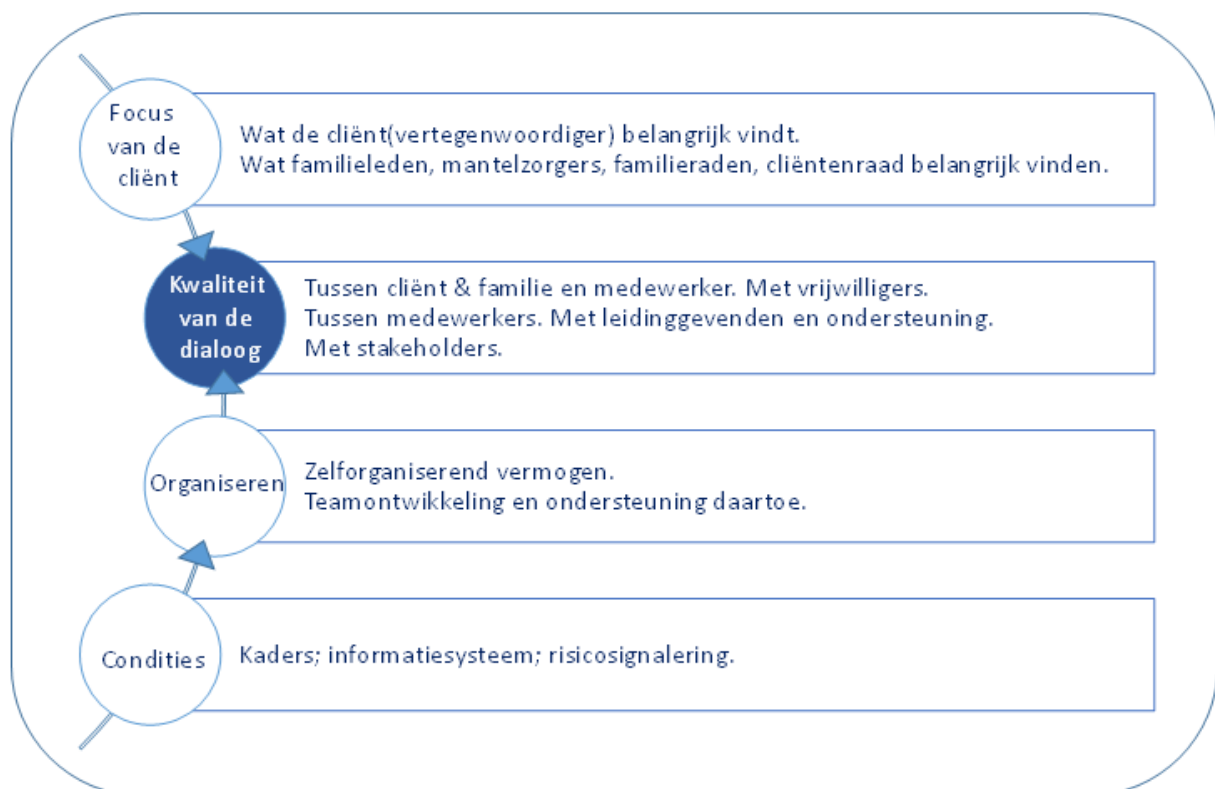 Focus
van de
cliënt
Wat de cliënt(vertegenwoordiger) belangrijk vindt.
Wat familieleden, mantelzorgers, familieraden, cliëntenraad belangrijk vinden.
Kwaliteit
van de
dialoog
Tussen cliënt & familie en medewerker. Met vrijwilligers.
Tussen medewerkers. Met leidinggevenden en ondersteuning.
Met stakeholders.
Organiseren
Zelforganiserend vermogen.
Teamontwikkeling en ondersteuning daartoe.
Condities
Kaders; informatiesysteem; risicosignalering.